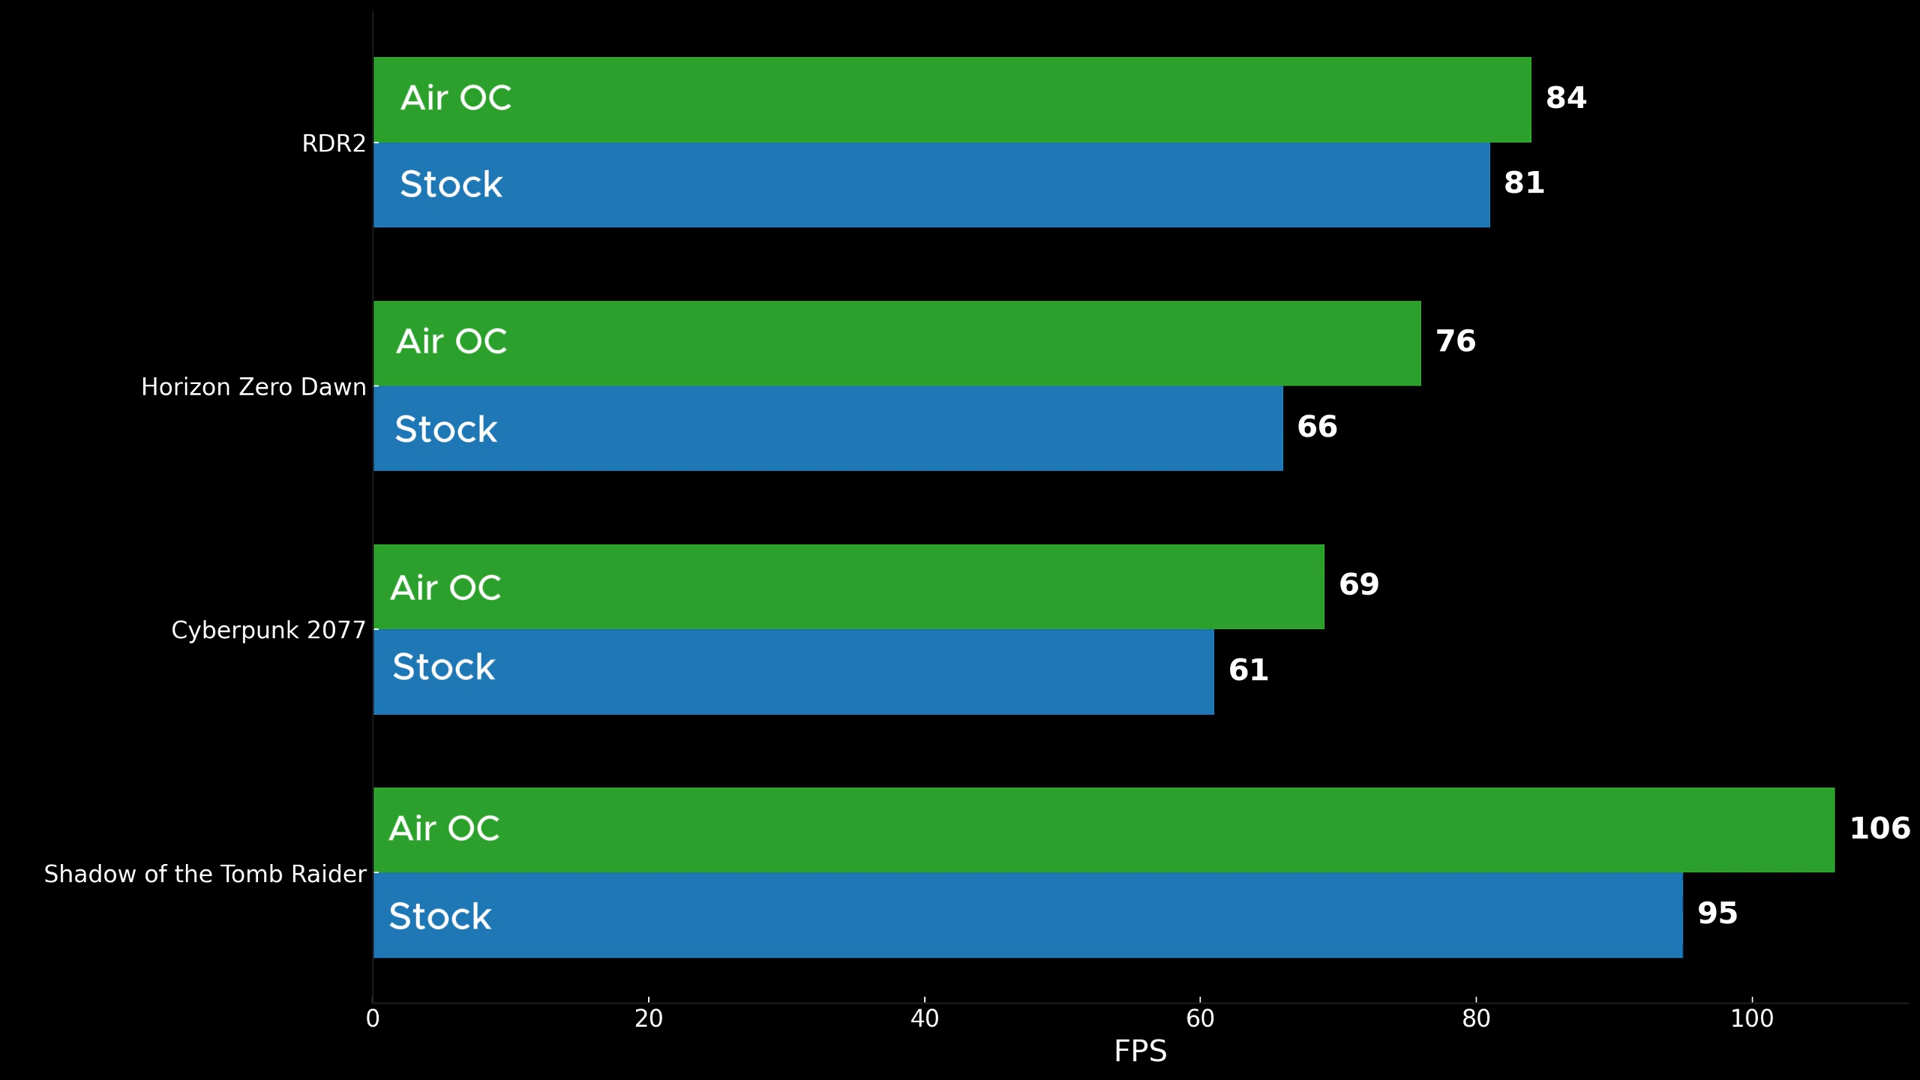 RDR2
Air OC
84
Stock
81
Horizon Zero Dawn
Air OC
76
Stock
66
Cyberpunk 2077
Air OC
69
Stock
61
Shadow of the Tomb Raider
Air OC
106
Stock
95
0 20 40 60 80 100
FPS